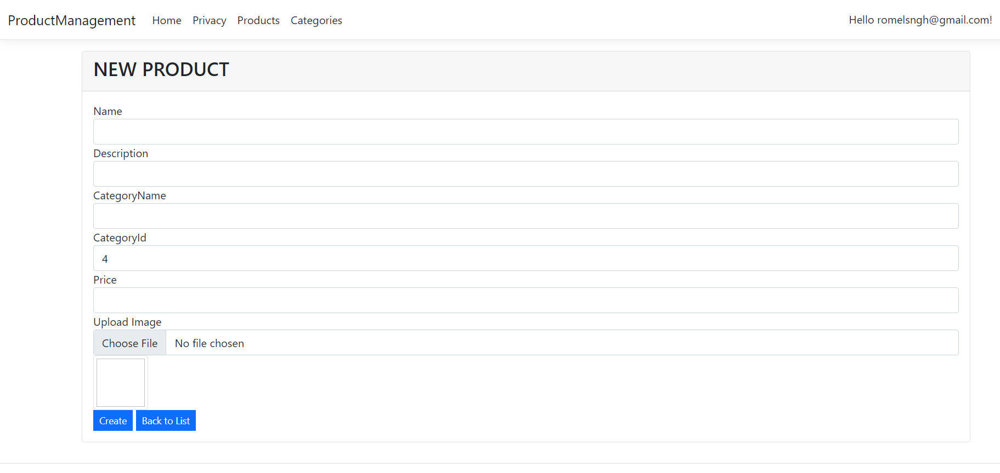 ProductManagement Home Privacy Products Categories Hello romelsngh@gmail.com!
NEW PRODUCT
Name
Description
CategoryName
CategoryId
4
Price
Upload Image
Choose File No file chosen
Create Back to List